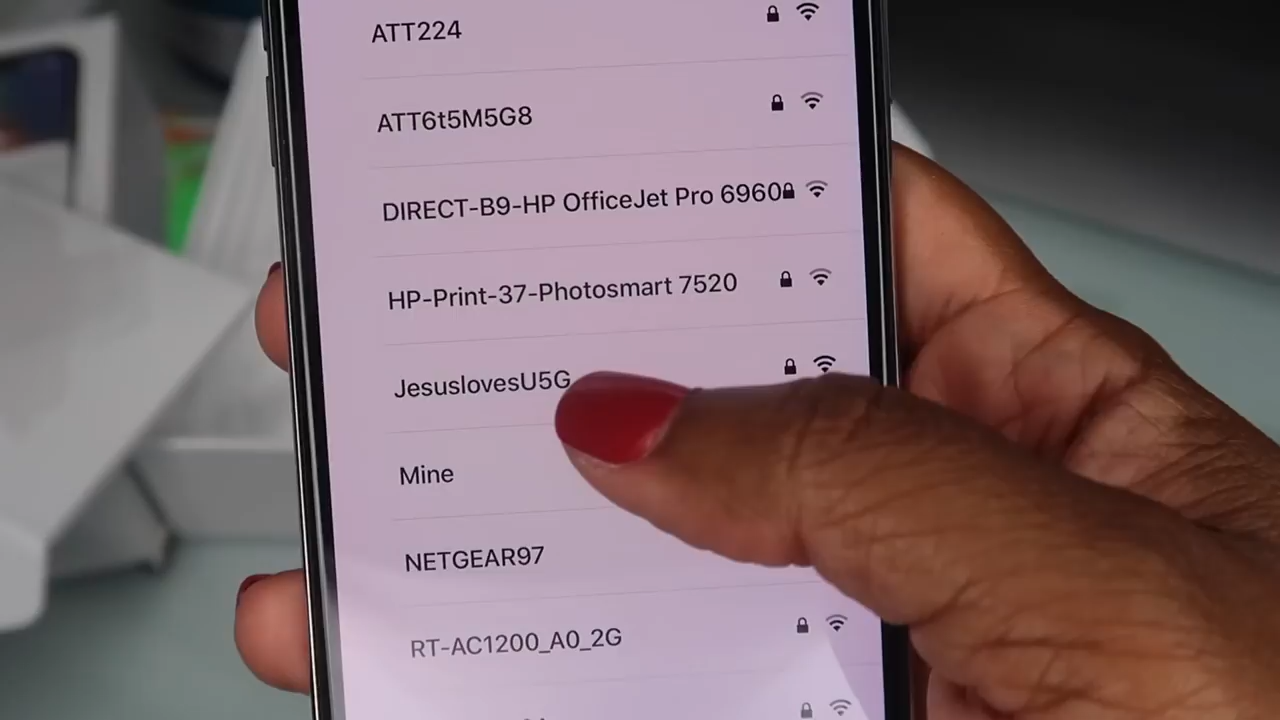 ATT224
ATT6t5M5G8
DIRECT-B9-HP OfficeJet Pro 6960
HP-Print-37-Photosmart 7520
JesuslovesU5G
Mine
NETGEAR97
RT-AC1200_A0_2G